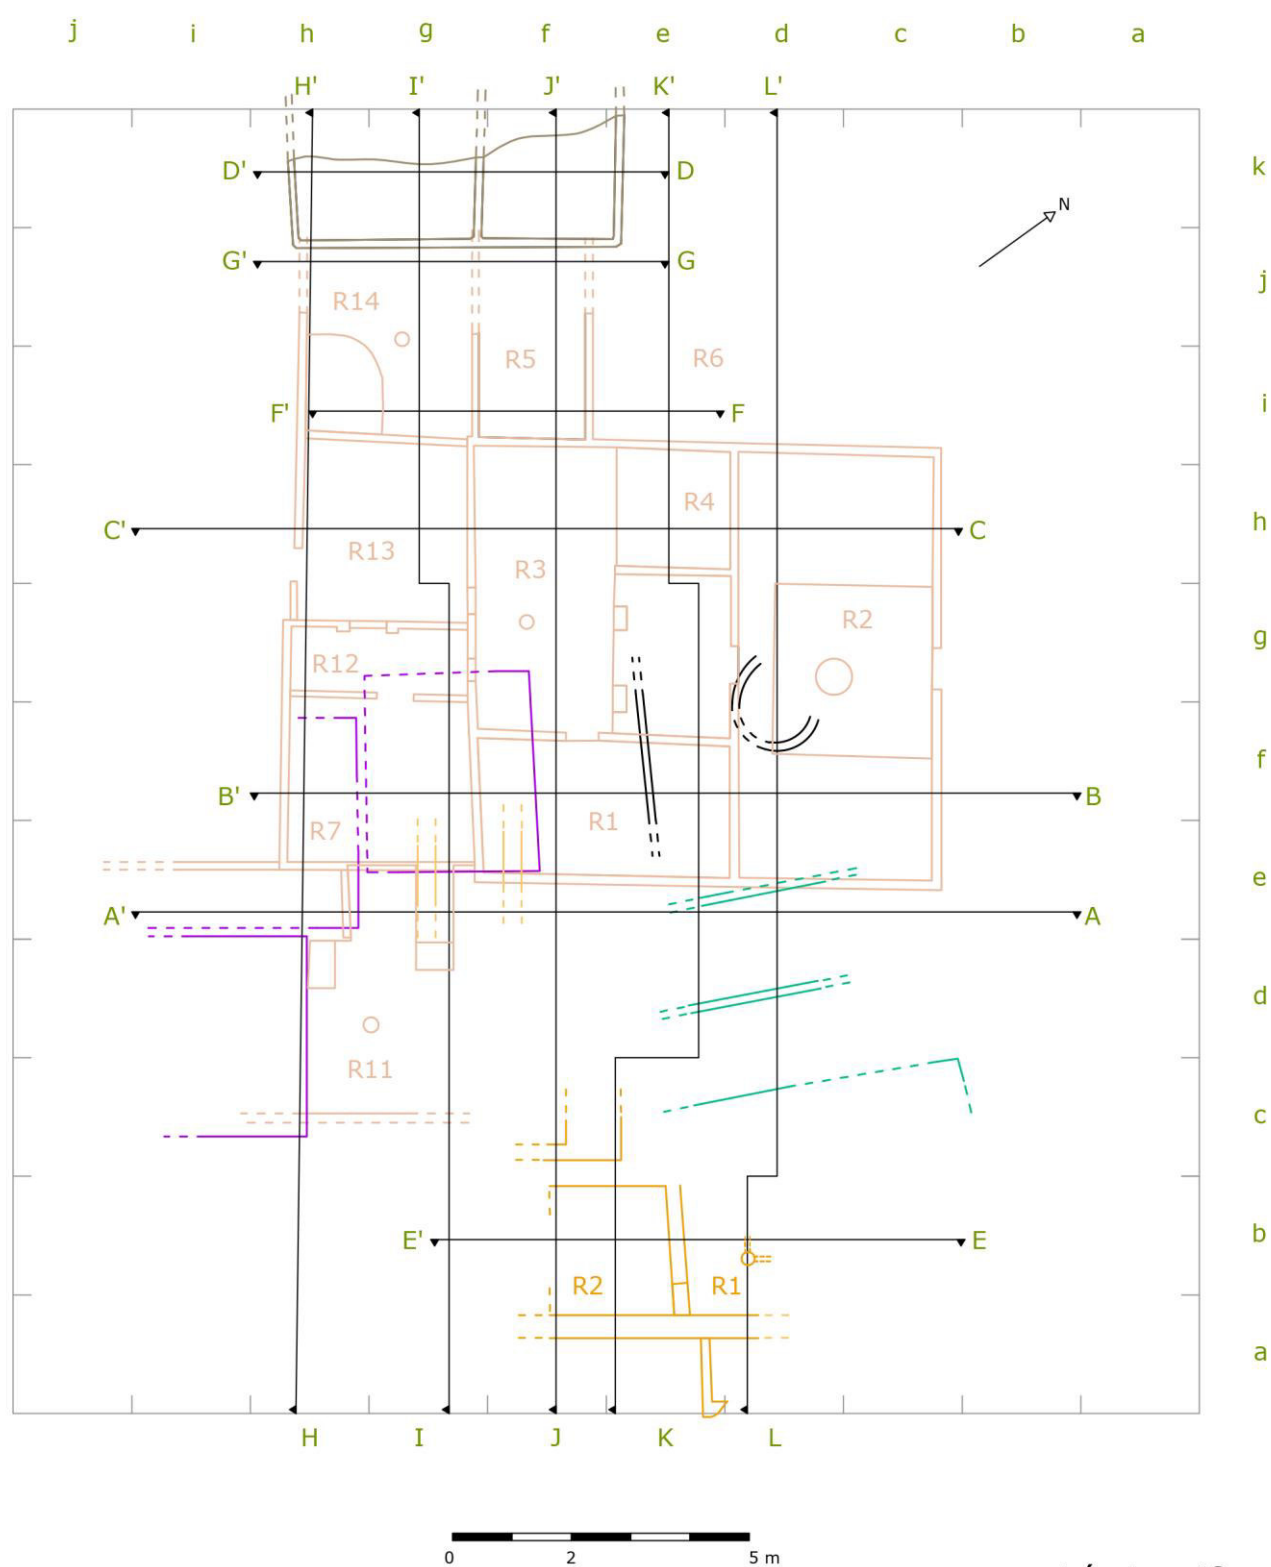 j i h g f e d c b a
H' I' J' K' L'
D' D k
N
G' G j
R14
R5 R6
F' F i
R4
C' C h
R13 R3
R2
g
R12
f
B' B
R7 R1
e
A' A
d
R11
c
E' E b
R2 R1
a
H I J K L
0 2 5 m